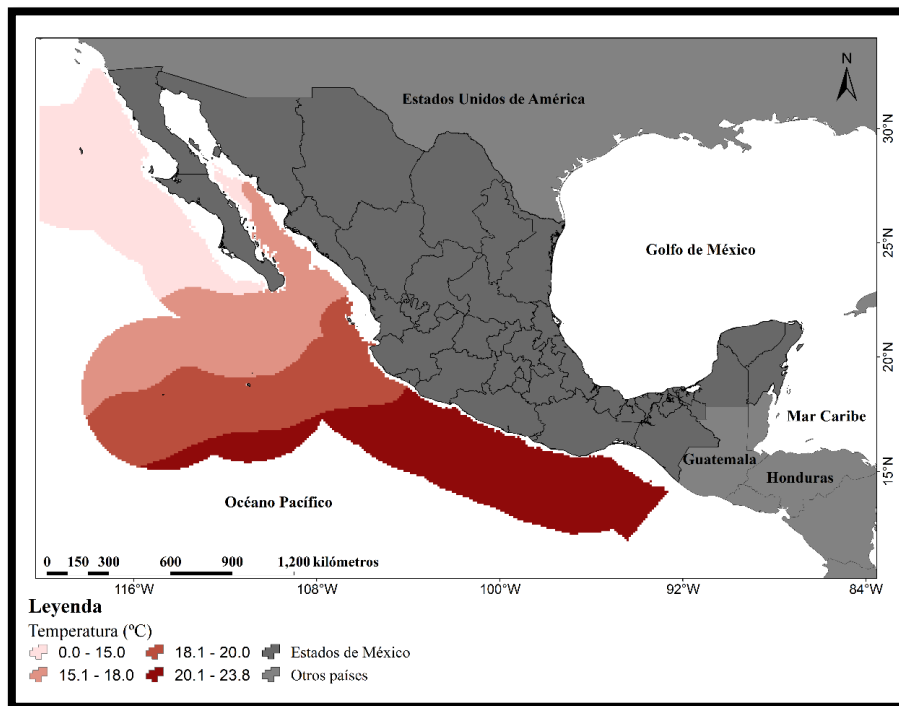 N
Estados Unidos de América
30°N
25°N
Golfo de México
20°N
Mar Caribe
Guatemala
Honduras
15°N
Océano Pacífico
0 150 300 600 900 1,200 kilómetros
116°W 108°W 100°W 92°W 84°W
Leyenda
Temperatura (ºC)
0.0 - 15.0 18.1 - 20.0 Estados de México
15.1 - 18.0 20.1 - 23.8 Otros países